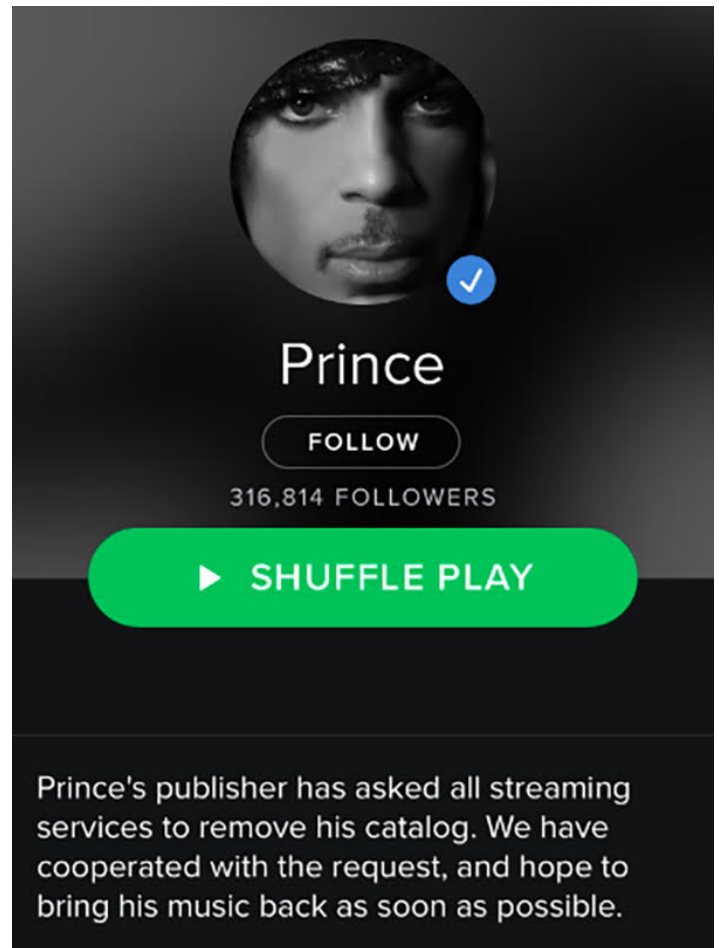 Prince
FOLLOW
316,814 FOLLOWERS
SHUFFLE PLAY
Prince's publisher has asked all streaming
services to remove his catalog. We have
cooperated with the request, and hope to
bring his music back as soon as possible.